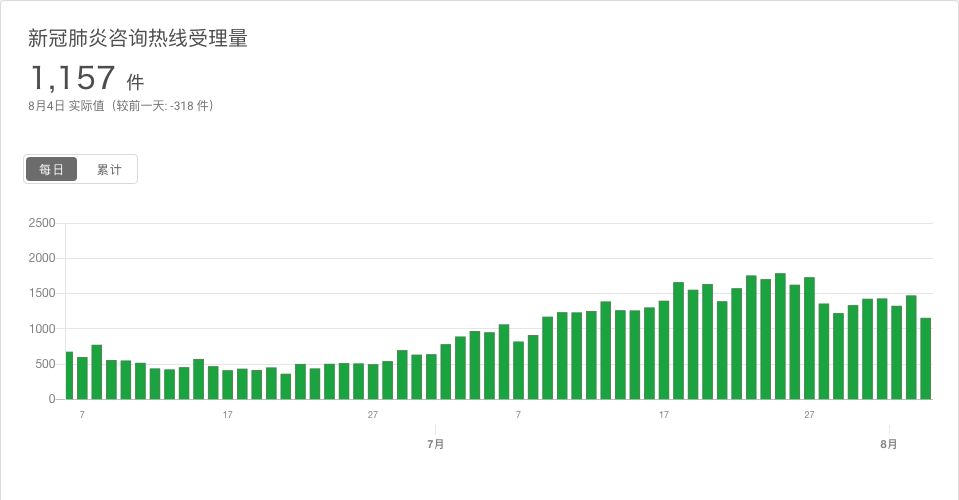 新冠肺炎咨询热线受理量
1,157 件
8月4日 实际值（较前一天: -318 件）
每日 累计
2500
2000
1500
1000
500
0
7 17 27 7 17 27
7月 8月